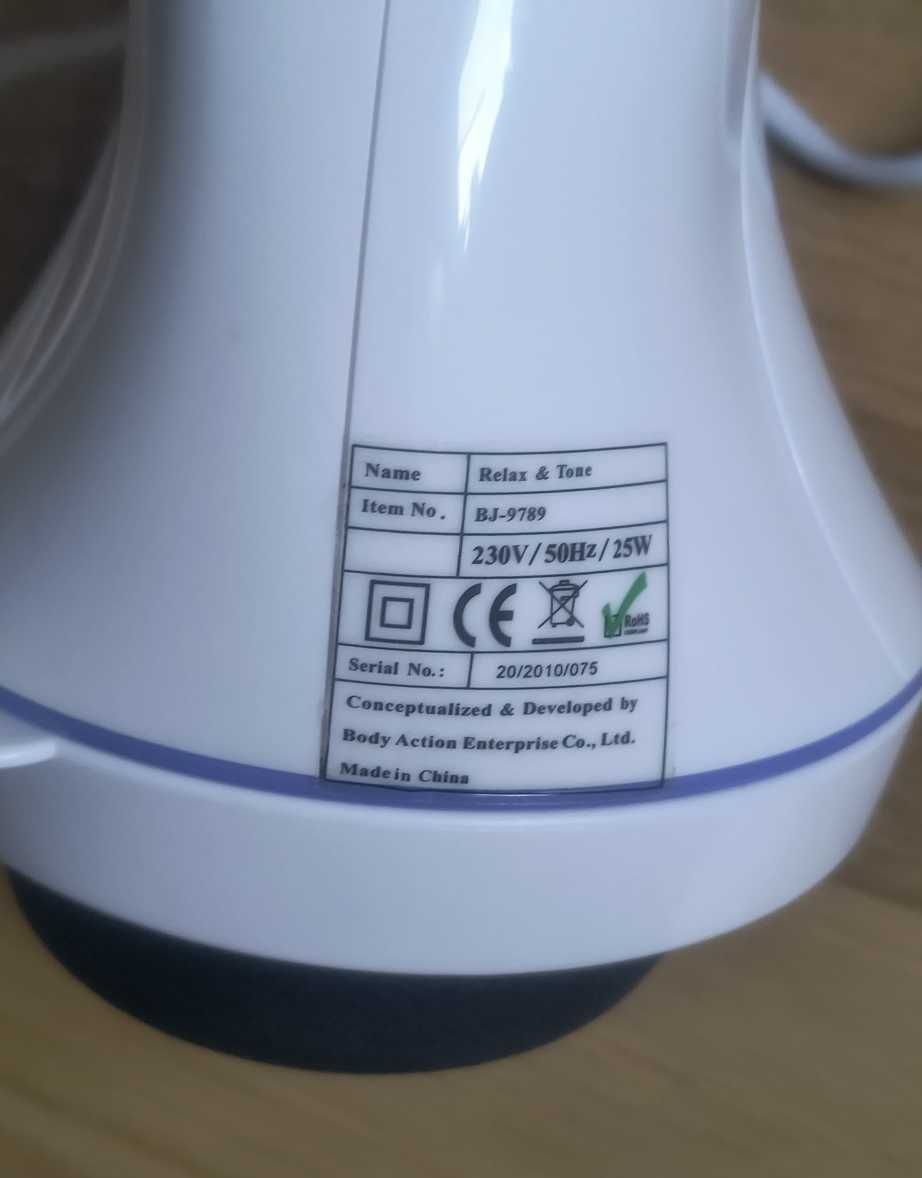 Name Relax & Tone
Item No. BJ-9789
230V/50Hz/25W
CE RoHS
Serial No.: 20/2010/075
Conceptualized & Developed by
Body Action Enterprise Co., Ltd.
Made in China